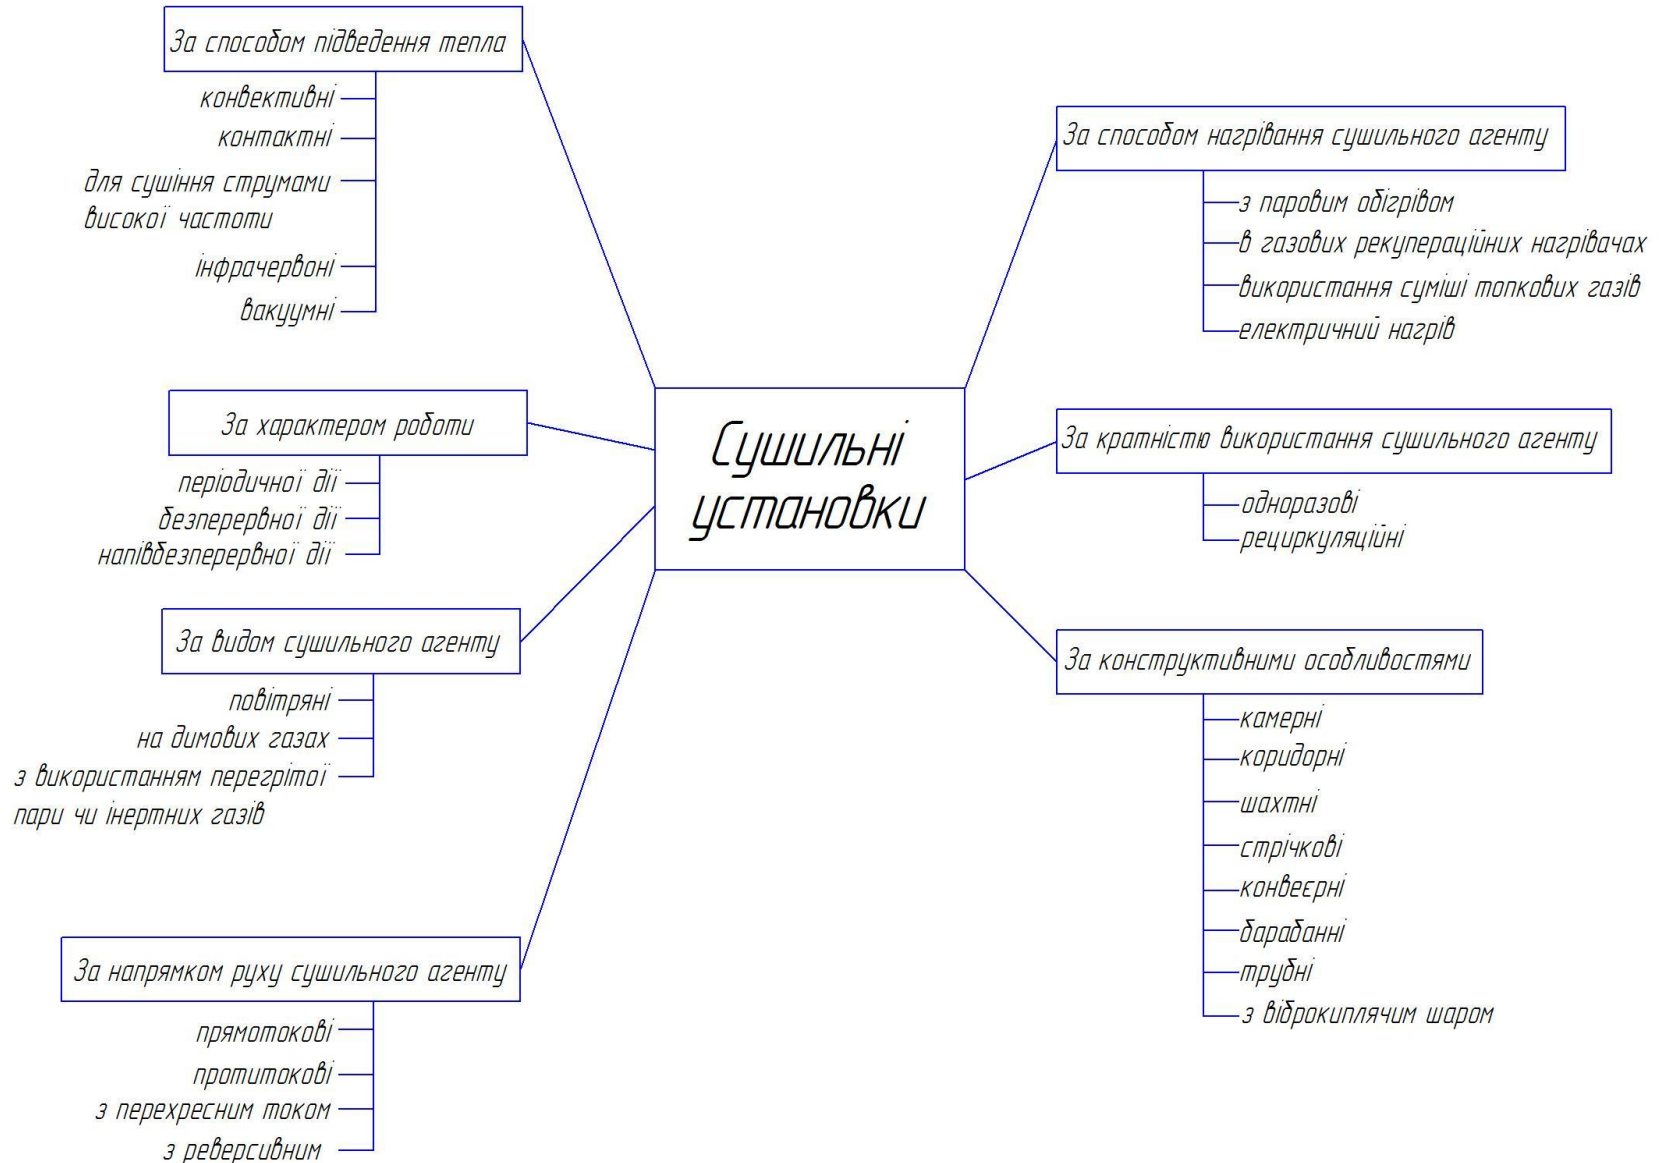 За способом підведення тепла
конвективні
контактні
для сушіння струмами
високої частоти
інфрачервоні
вакуумні
За характером роботи
періодичної дії
безперервної дії
напівбезперервної дії
За видом сушильного агенту
повітряні
на димових газах
з використанням перегрітої
пари чи інертних газів
За напрямком руху сушильного агенту
прямотокові
протитокові
з перехресним током
з реверсивним
Сушильні
установки
За способом нагрівання сушильного агенту
з паровим обігрівом
в газових рекупераційних нагрівачах
використання суміші топкових газів
електричний нагрів
За кратністю використання сушильного агенту
одноразові
рециркуляційні
За конструктивними особливостями
камерні
коридорні
шахтні
стрічкові
конвеєрні
барабанні
трубні
з віброкиплячим шаром